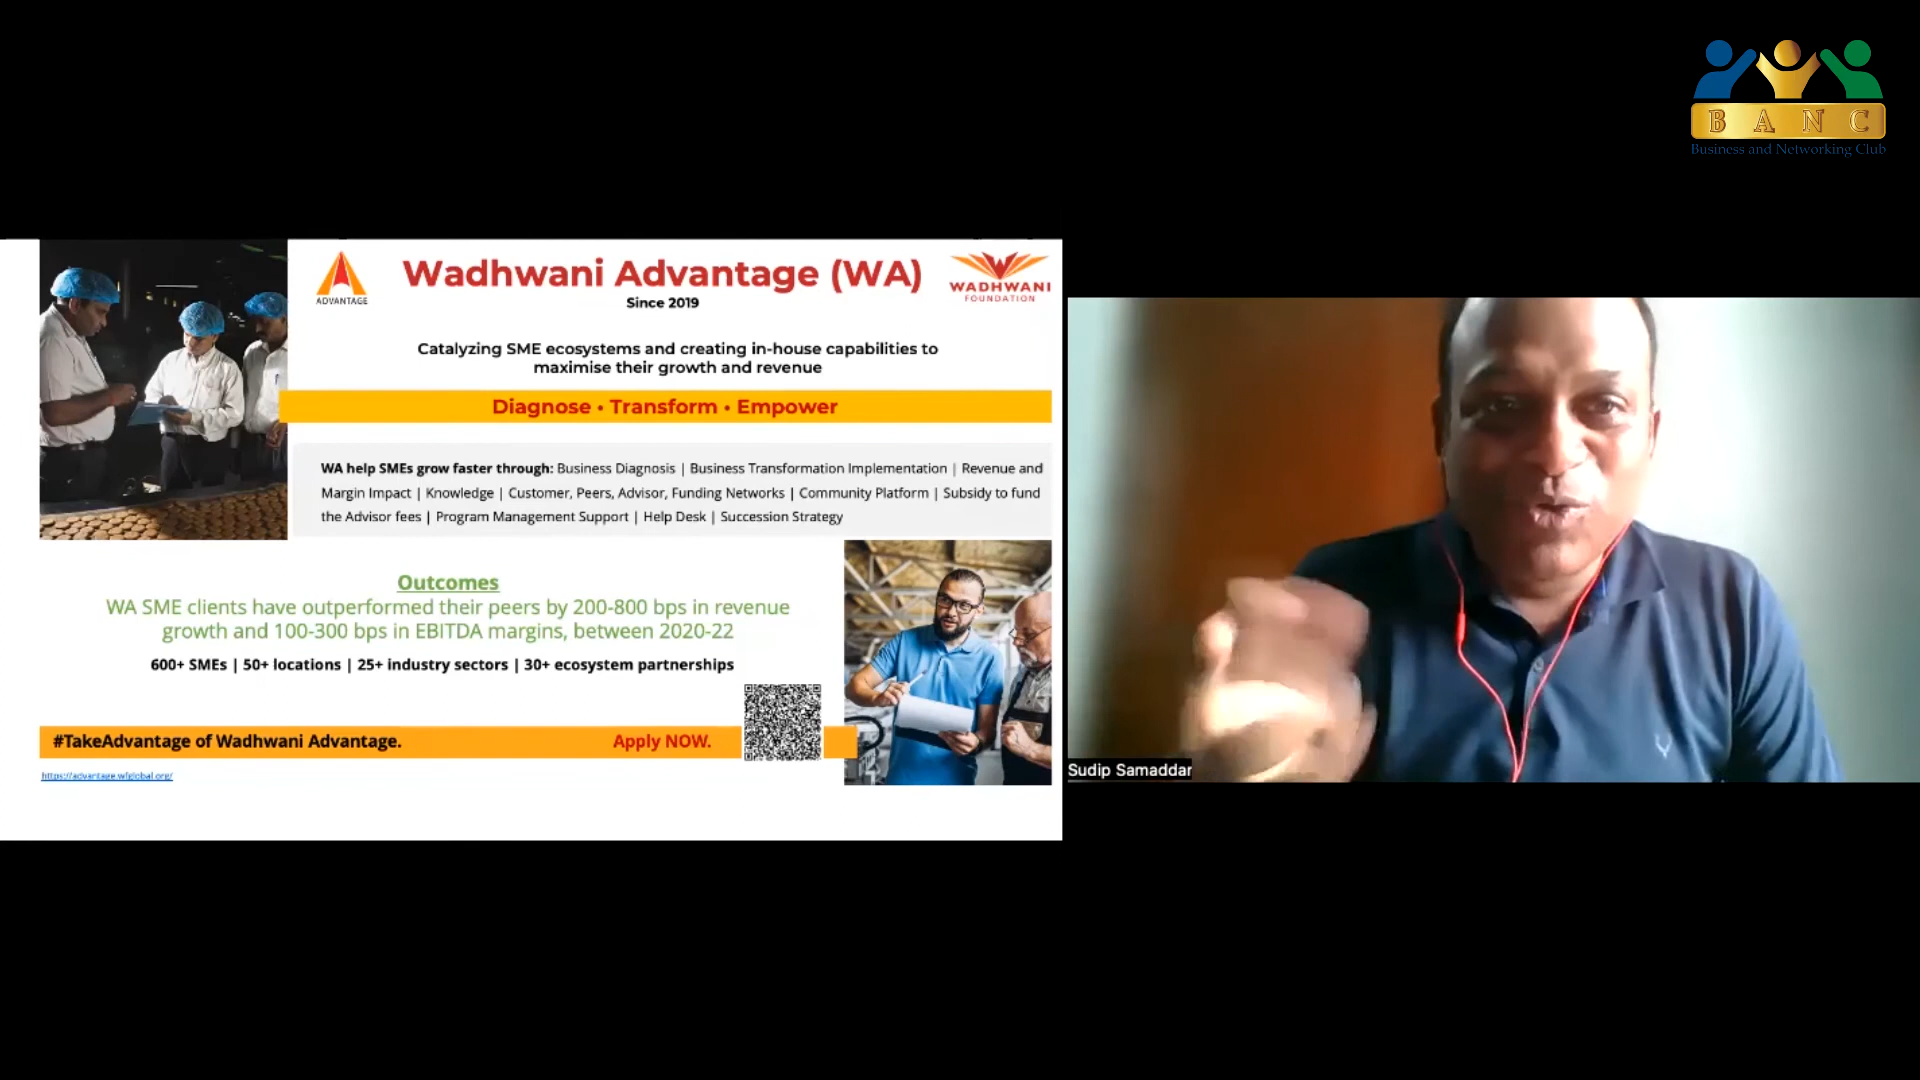 B A N C
Business and Networking Club
ADVANTAGE
Wadhwani Advantage (WA)
Since 2019
WADHWANI
FOUNDATION
Catalyzing SME ecosystems and creating in-house capabilities to
maximise their growth and revenue
Diagnose • Transform • Empower
WA help SMEs grow faster through: Business Diagnosis | Business Transformation Implementation | Revenue and
Margin Impact | Knowledge | Customer, Peers, Advisor, Funding Networks | Community Platform | Subsidy to fund
the Advisor fees | Program Management Support | Help Desk | Succession Strategy
Outcomes
WA SME clients have outperformed their peers by 200-800 bps in revenue
growth and 100-300 bps in EBITDA margins, between 2020-22
600+ SMEs | 50+ locations | 25+ industry sectors | 30+ ecosystem partnerships
#TakeAdvantage of Wadhwani Advantage.
Apply NOW.
https://advantage.wfglobal.org/
Sudip Samaddar